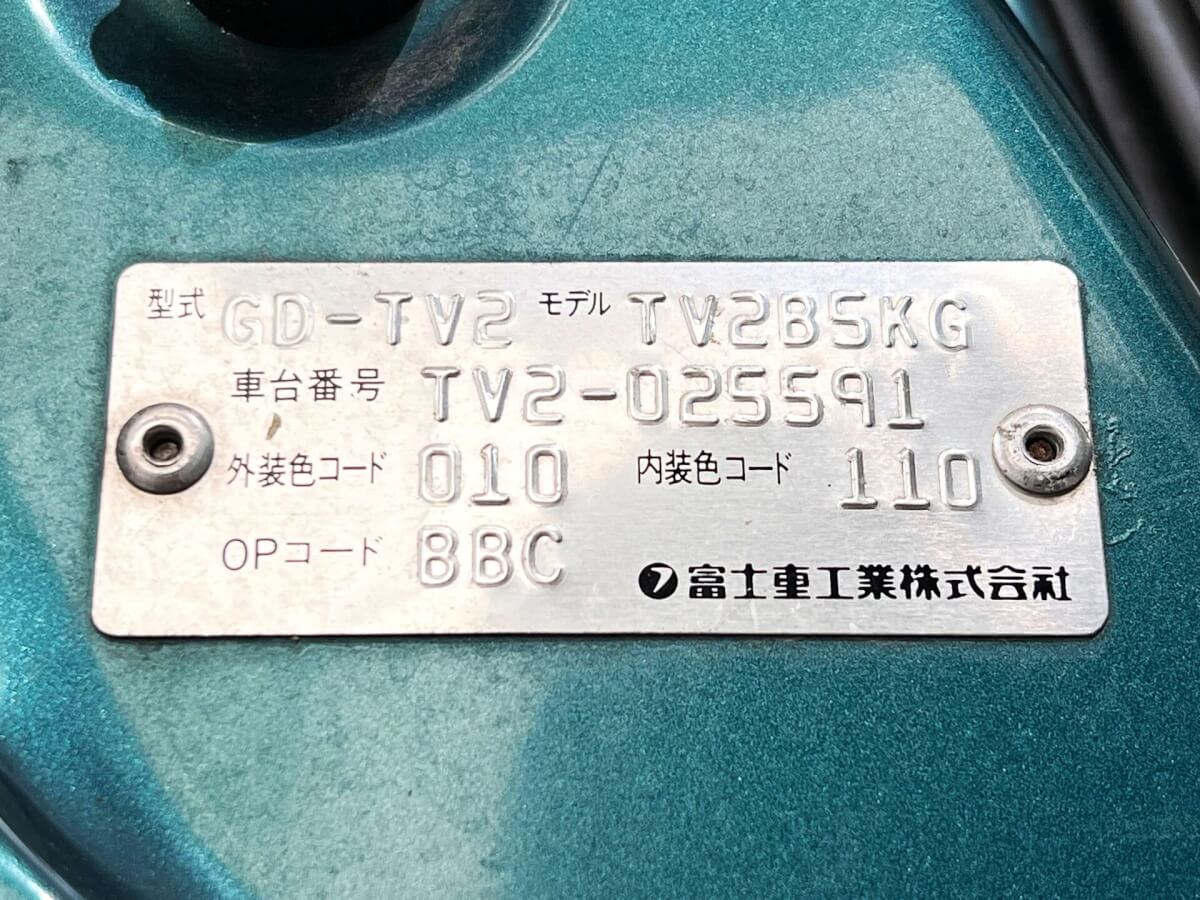 型式 GD-TV2 モデル TV2B5KG
車台番号 TV2-025591
外装色コード 010 内装色コード 110
OPコード BBC
富士重工業株式会社